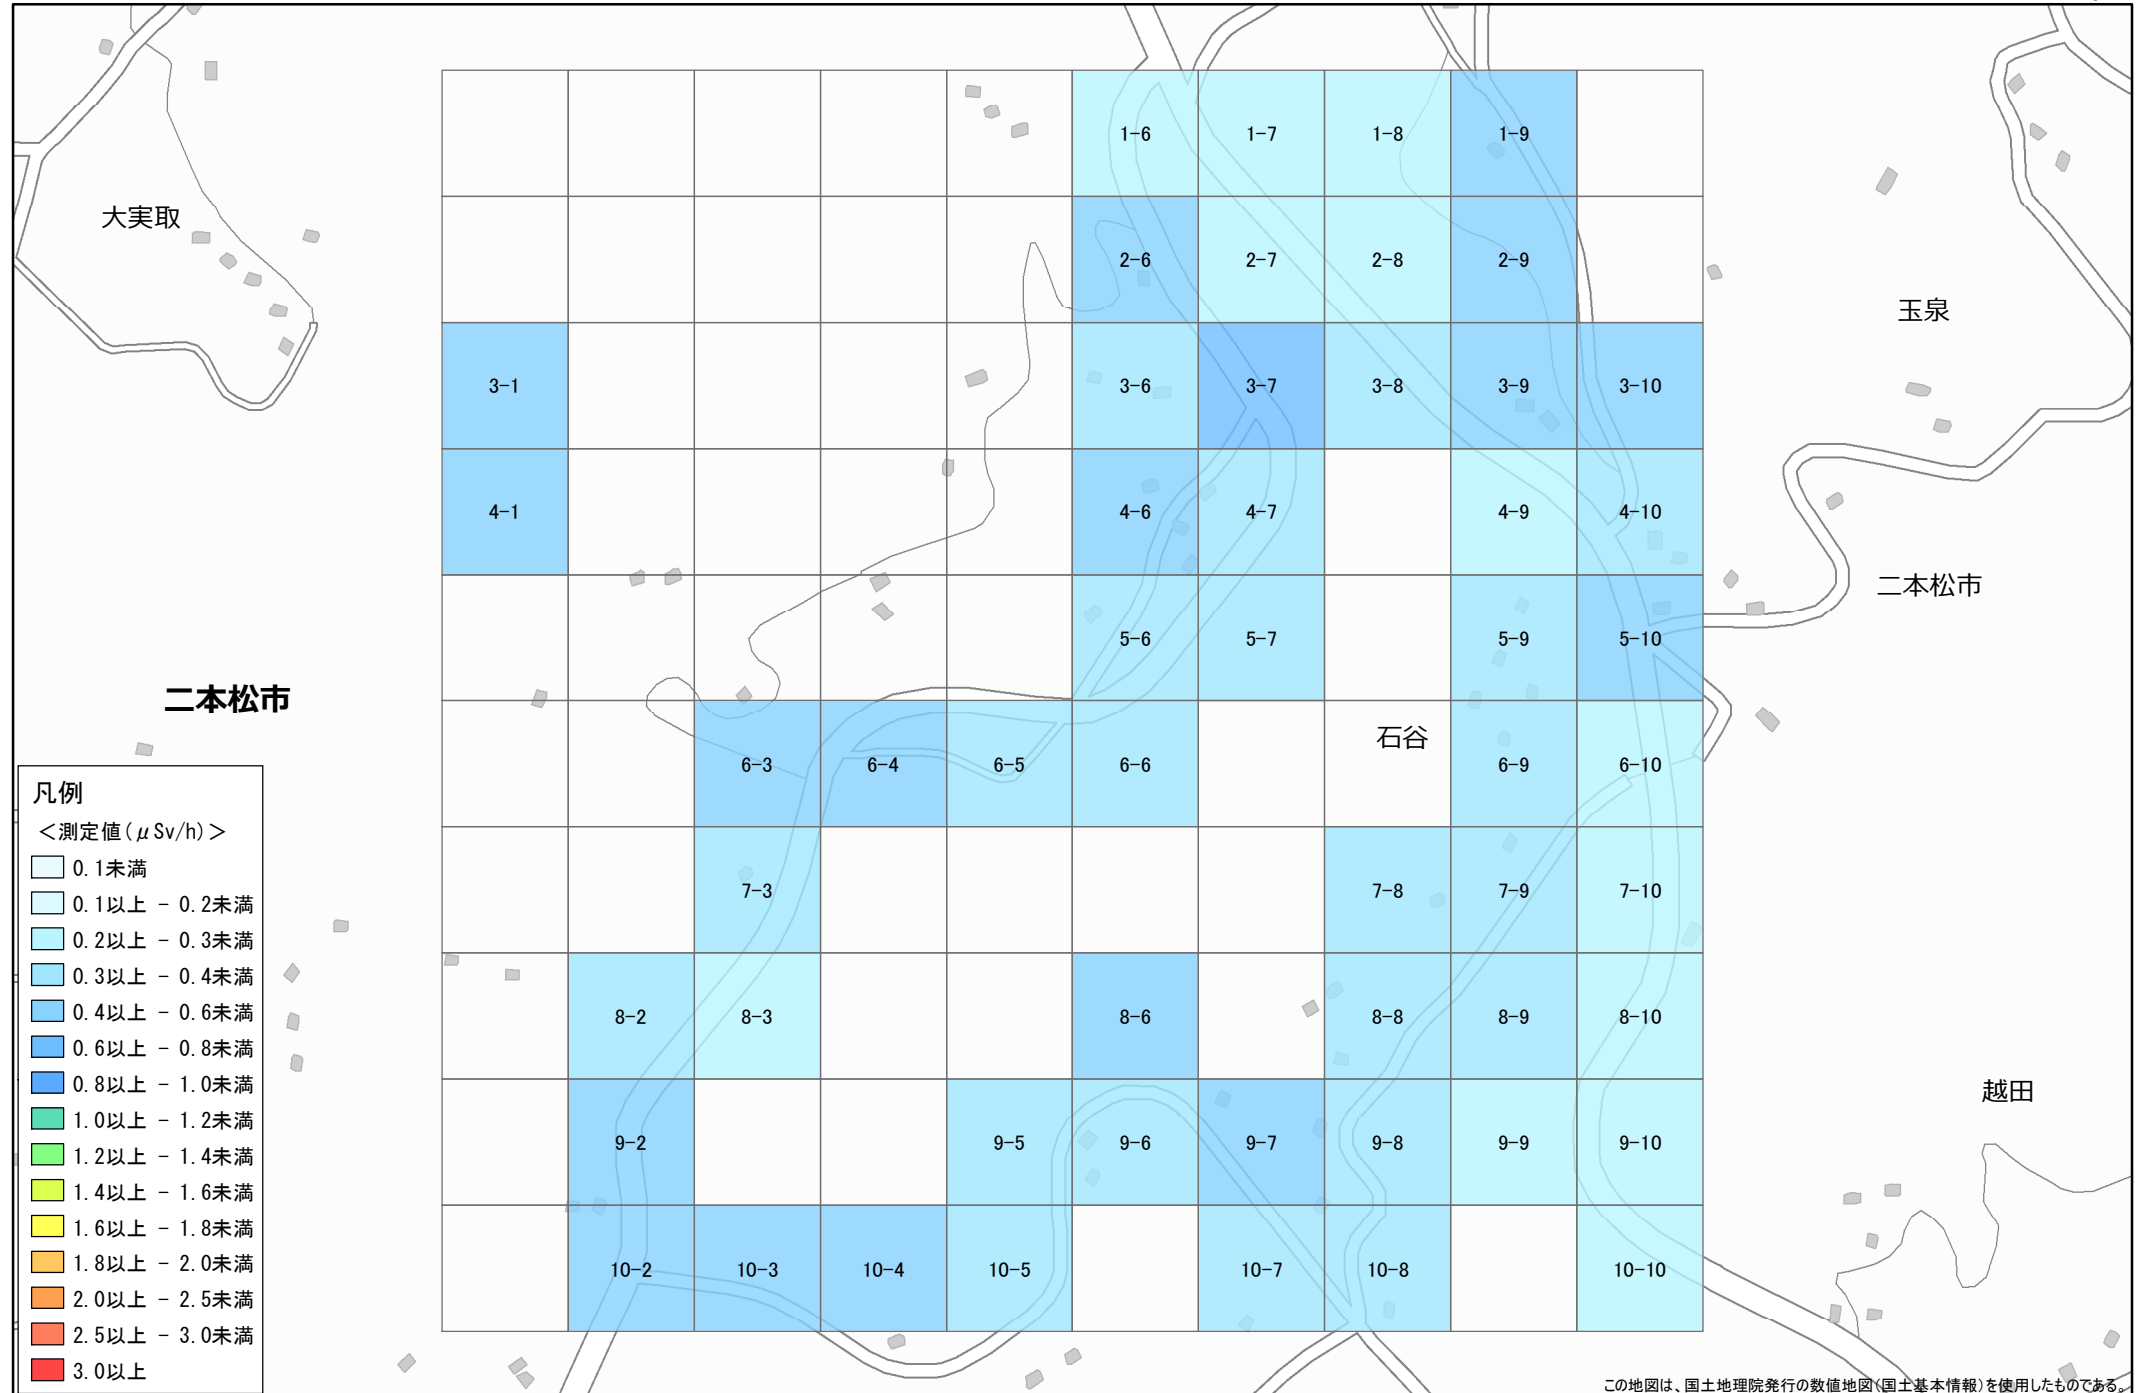 1-6 1-7 1-8 1-9
大実取
2-6 2-7 2-8 2-9
玉泉
3-1 3-6 3-7 3-8 3-9 3-10
4-1 4-6 4-7 4-9 4-10
二本松市
5-6 5-7 5-9 5-10
二本松市
石谷
6-3 6-4 6-5 6-6 6-9 6-10
7-3 7-8 7-9 7-10
8-2 8-3 8-6 8-8 8-9 8-10
越田
9-2 9-5 9-6 9-7 9-8 9-9 9-10
10-2 10-3 10-4 10-5 10-7 10-8 10-10
凡例
＜測定値(μSv/h)＞
0.1未満
0.1以上 - 0.2未満
0.2以上 - 0.3未満
0.3以上 - 0.4未満
0.4以上 - 0.6未満
0.6以上 - 0.8未満
0.8以上 - 1.0未満
1.0以上 - 1.2未満
1.2以上 - 1.4未満
1.4以上 - 1.6未満
1.6以上 - 1.8未満
1.8以上 - 2.0未満
2.0以上 - 2.5未満
2.5以上 - 3.0未満
3.0以上
この地図は、国土地理院発行の数値地図(国土基本情報)を使用したものである。